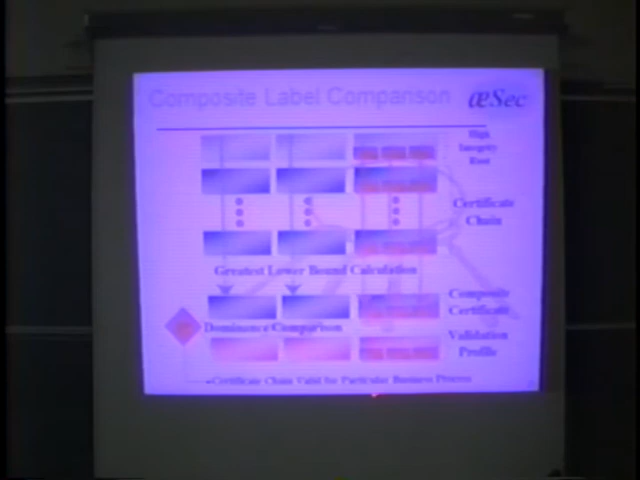 Composite Label Comparison
æSec
High
Integrity
Root
Certificate
Chain
Greatest Lower Bound Calculation
Composite
Certificate
Dominance Comparison
Validation
Profile
Certificate Chain Valid for Particular Business Process